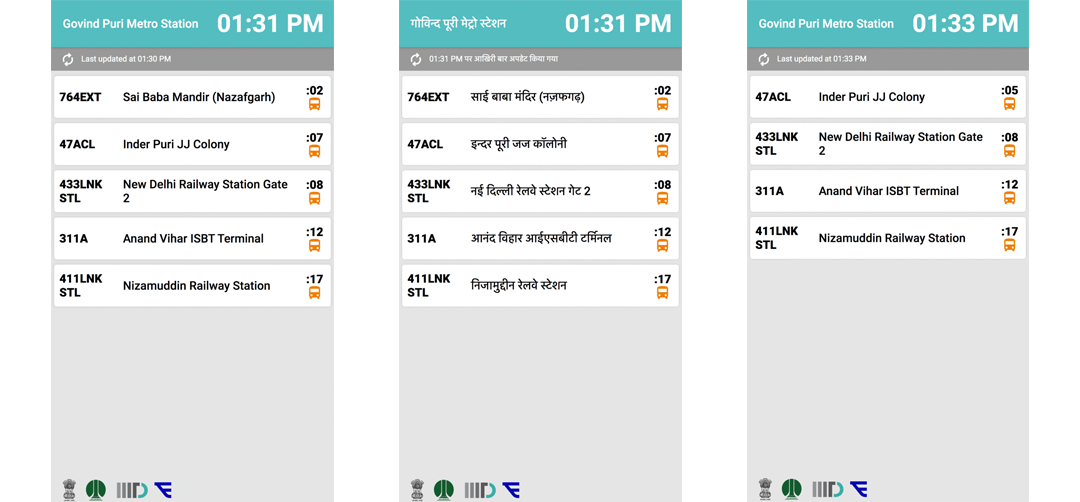 Govind Puri Metro Station 01:31 PM
Last updated at 01:30 PM
764EXT Sai Baba Mandir (Nazafgarh) :02
47ACL Inder Puri JJ Colony :07
433LNK STL New Delhi Railway Station Gate 2 :08
311A Anand Vihar ISBT Terminal :12
411LNK STL Nizamuddin Railway Station :17
IIITD
गोविन्द पूरी मेट्रो स्टेशन 01:31 PM
01:31 PM पर आखिरी बार अपडेट किया गया
764EXT साई बाबा मंदिर (नज़फगढ़) :02
47ACL इन्दर पूरी जज कॉलोनी :07
433LNK STL नई दिल्ली रेलवे स्टेशन गेट 2 :08
311A आनंद विहार आईएसबीटी टर्मिनल :12
411LNK STL निजामुद्दीन रेलवे स्टेशन :17
IIITD
Govind Puri Metro Station 01:33 PM
Last updated at 01:33 PM
47ACL Inder Puri JJ Colony :05
433LNK STL New Delhi Railway Station Gate 2 :08
311A Anand Vihar ISBT Terminal :12
411LNK STL Nizamuddin Railway Station :17
IIITD